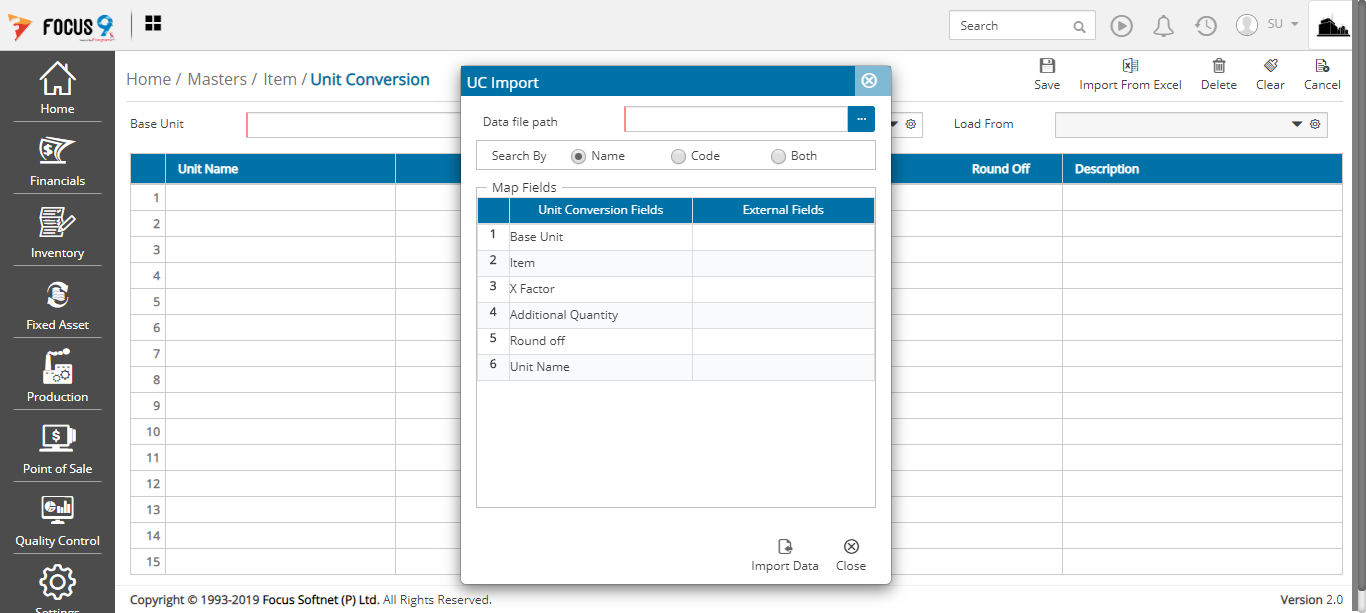 FOCUS 9
Search
SU
Home
Financials
Inventory
Fixed Asset
Production
Point of Sale
Quality Control
Settings
Home / Masters / Item / Unit Conversion
Save
Import From Excel
Delete
Clear
Cancel
Base Unit
Load From
Unit Name
Round Off
Description
1
2
3
4
5
6
7
8
9
10
11
12
13
14
15
UC Import
Data file path
...
Search By Name Code Both
Map Fields
Unit Conversion Fields External Fields
1 Base Unit
2 Item
3 X Factor
4 Additional Quantity
5 Round off
6 Unit Name
Import Data
Close
Copyright © 1993-2019 Focus Softnet (P) Ltd. All Rights Reserved.
Version 2.0